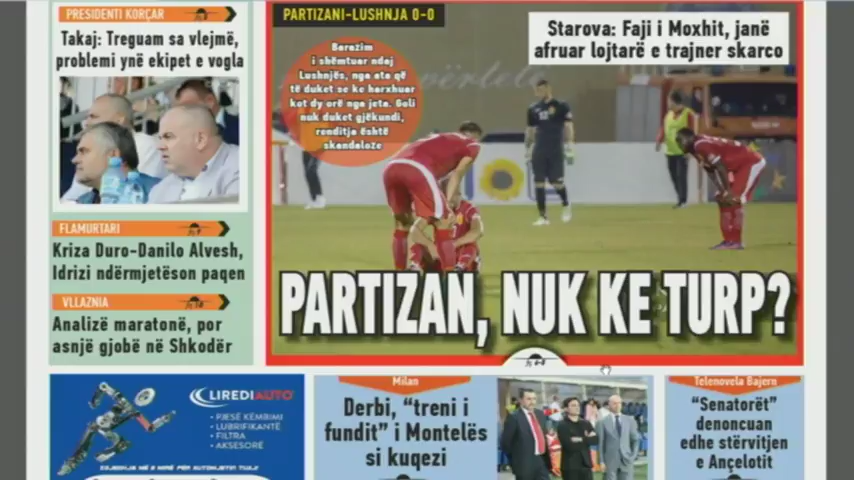 PRESIDENTI KORÇAR
Takaj: Treguam sa vlejmë,
problemi ynë ekipet e vogla
FLAMURTARI
Kriza Duro-Danilo Alvesh,
Idrizi ndërmjetëson paqen
VLLAZNIA
Analizë maratonë, por
asnjë gjobë në Shkodër
PARTIZANI-LUSHNJA 0-0
Barazim
i shëmtuar ndaj
Lushnjës, nga ato që
të duket se ke harxhuar
kot dy orë nga jeta. Goli
nuk duket gjëkundi,
renditja është
skandaloze
Starova: Faji i Moxhit, janë
afruar lojtarë e trajner skarco
PARTIZAN, NUK KE TURP?
LIREDIAUTO
• PJESË KËMBIMI
• LUBRIFIKANTË
• FILTRA
• AKSESORË
Milan
Derbi, “treni i
fundit” i Montelës
si kuqezi
Telenovela Bajern
“Senatorët”
denoncuan
edhe stërvitjen
e Ançelotit